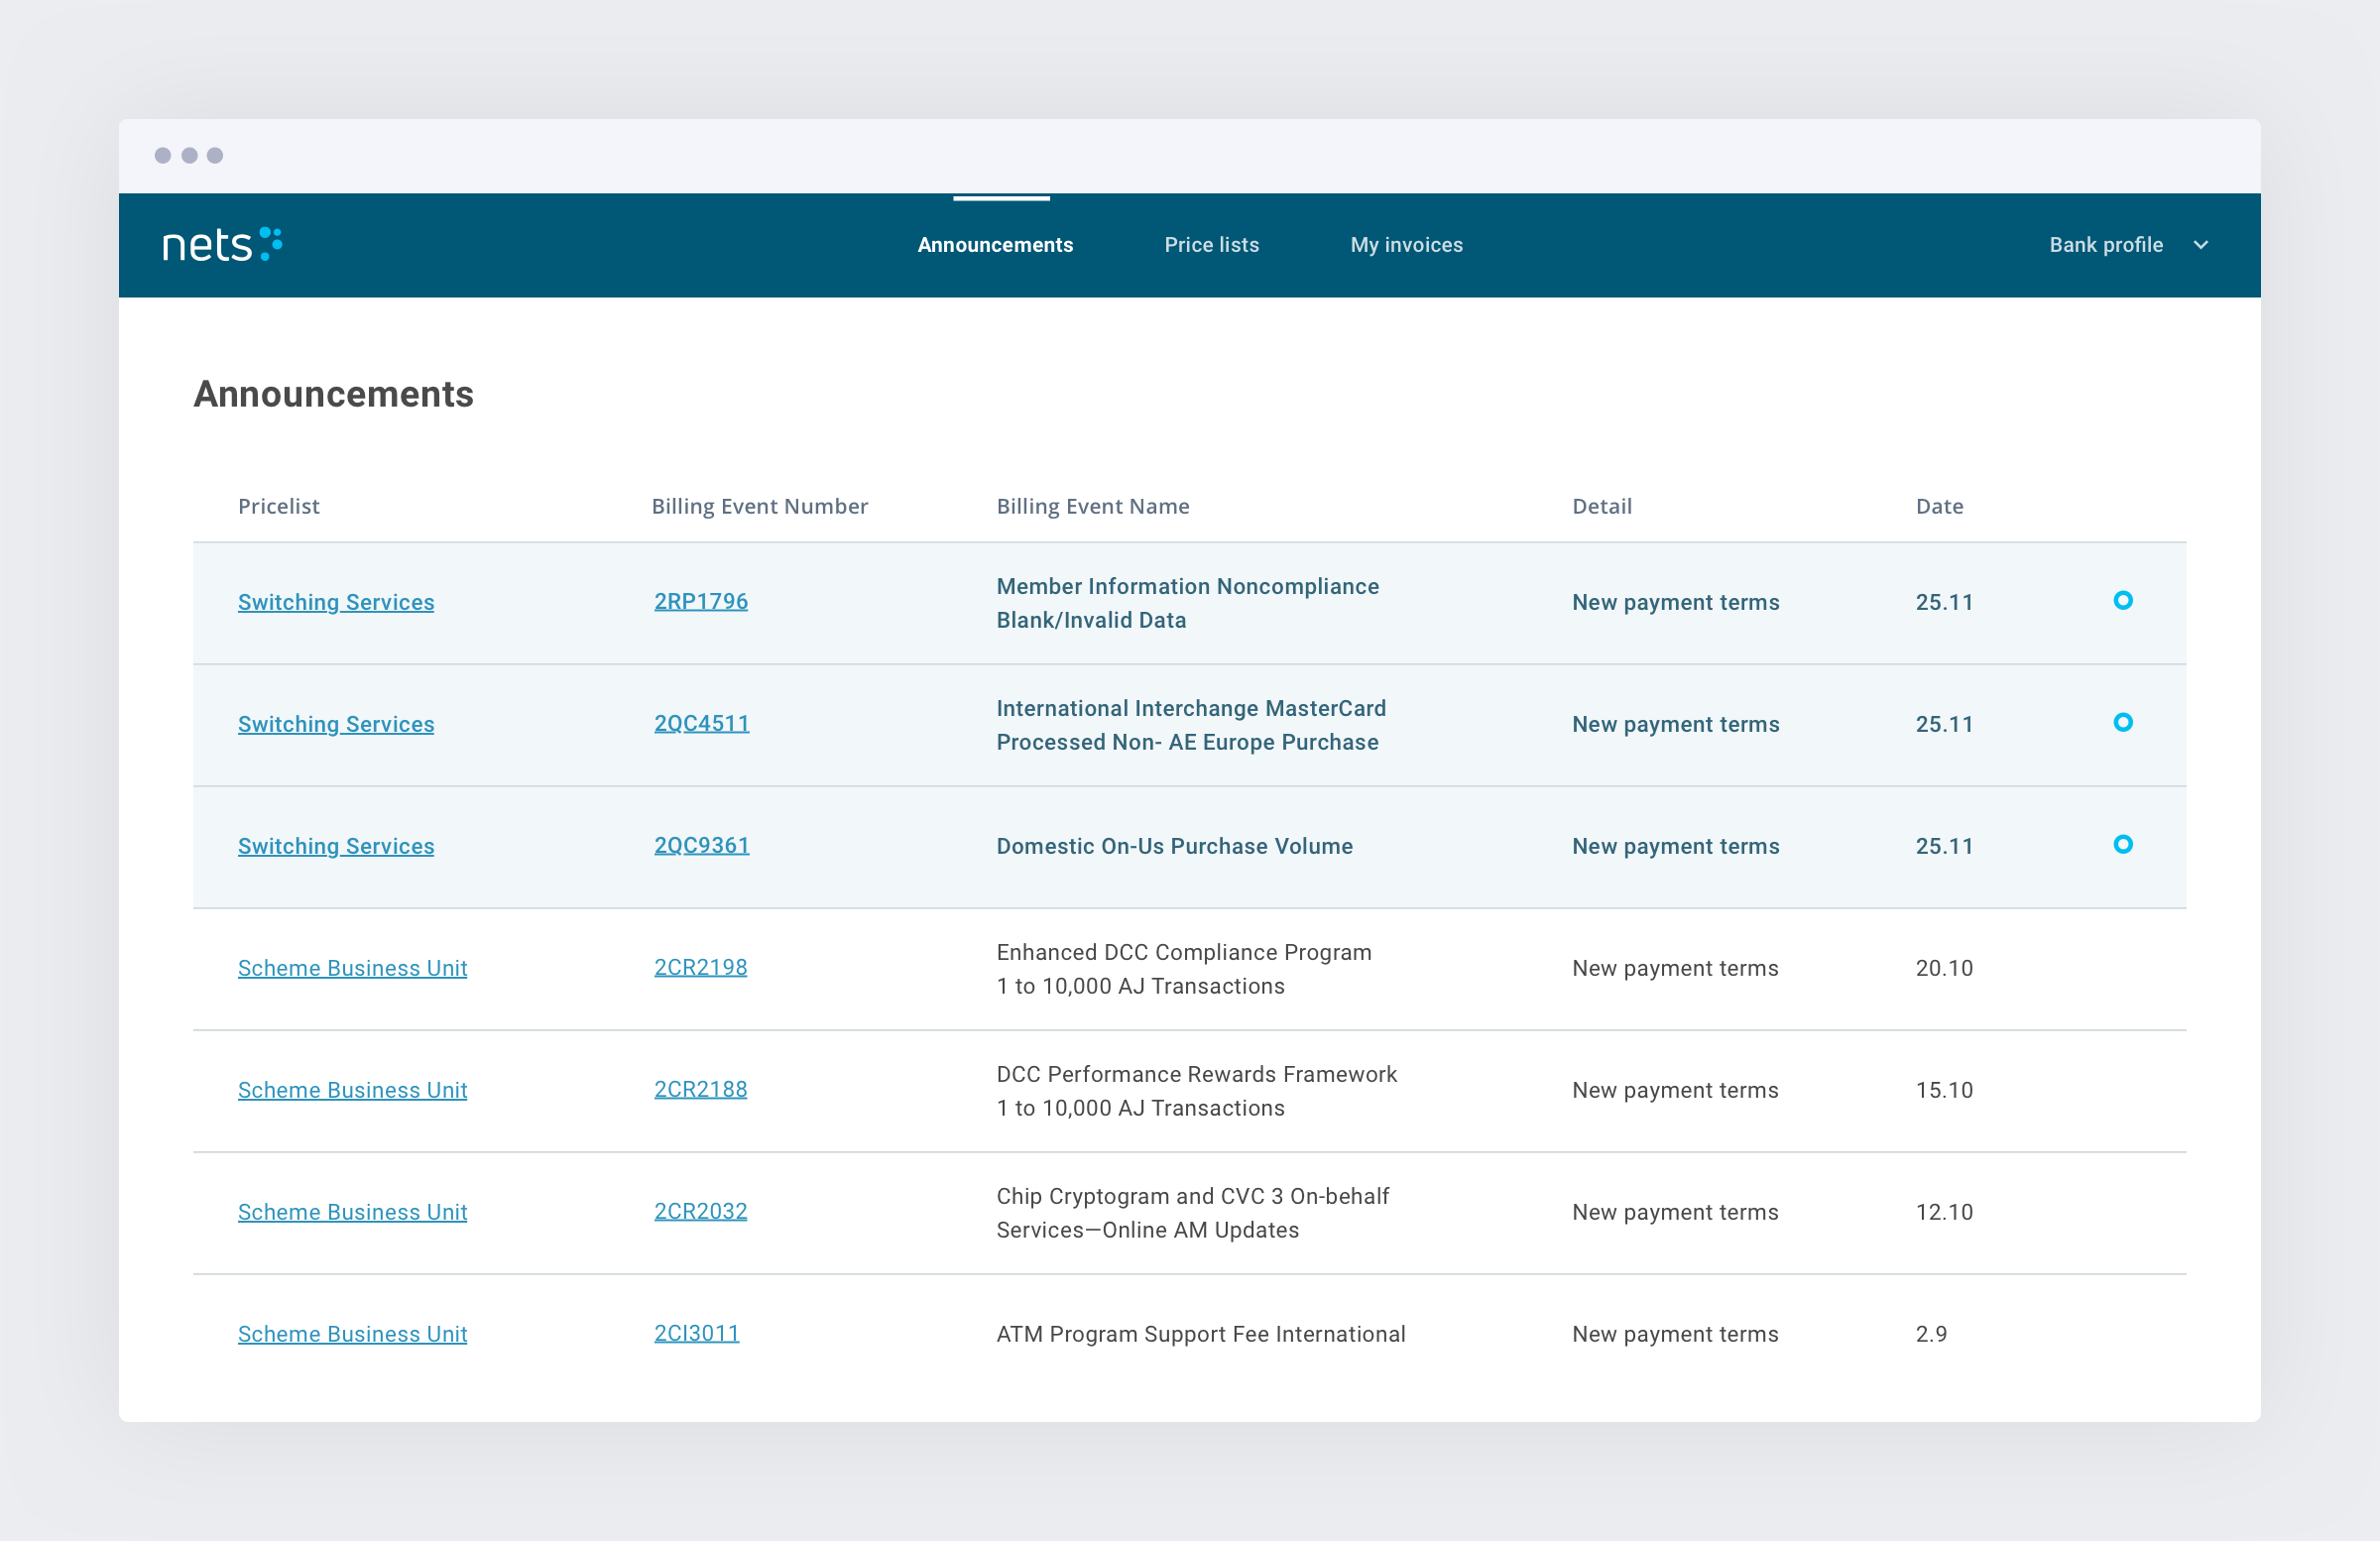 nets
Announcements Price lists My invoices Bank profile
Announcements
Pricelist Billing Event Number Billing Event Name Detail Date
Switching Services 2RP1796 Member Information Noncompliance New payment terms 25.11
Blank/Invalid Data
Switching Services 2QC4511 International Interchange MasterCard New payment terms 25.11
Processed Non- AE Europe Purchase
Switching Services 2QC9361 Domestic On-Us Purchase Volume New payment terms 25.11
Scheme Business Unit 2CR2198 Enhanced DCC Compliance Program New payment terms 20.10
1 to 10,000 AJ Transactions
Scheme Business Unit 2CR2188 DCC Performance Rewards Framework New payment terms 15.10
1 to 10,000 AJ Transactions
Scheme Business Unit 2CR2032 Chip Cryptogram and CVC 3 On-behalf New payment terms 12.10
Services—Online AM Updates
Scheme Business Unit 2CI3011 ATM Program Support Fee International New payment terms 2.9